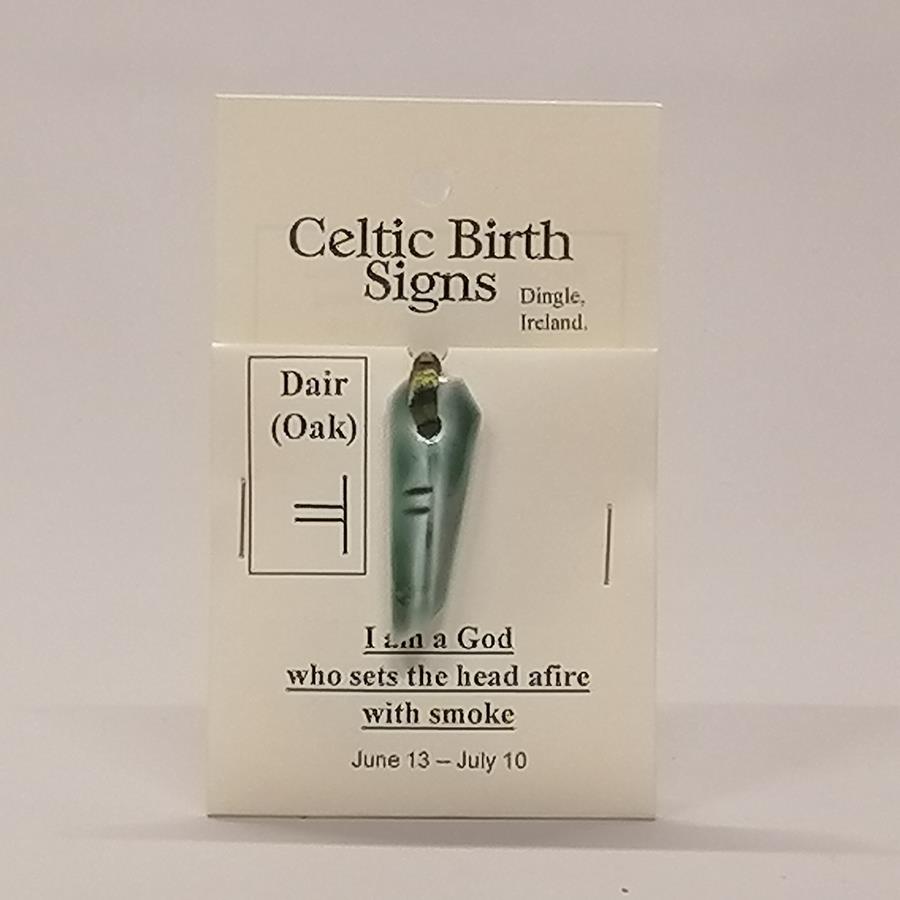 Celtic Birth
Signs
Dingle,
Ireland.
Dair
(Oak)
I am a God
who sets the head afire
with smoke
June 13 – July 10